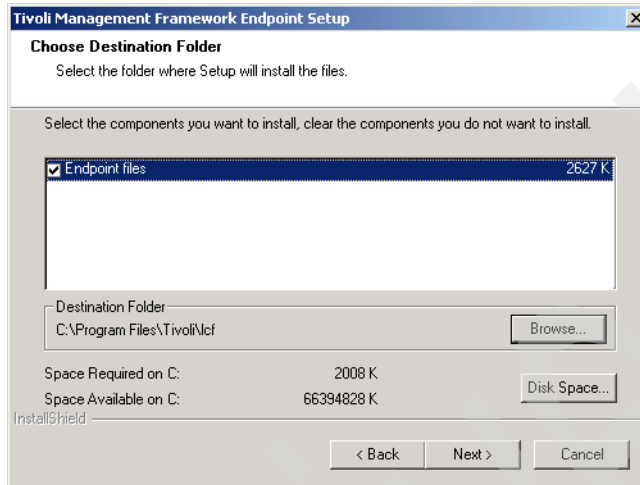 Tivoli Management Framework Endpoint Setup
Choose Destination Folder
Select the folder where Setup will install the files.
Select the components you want to install, clear the components you do not want to install.
Endpoint files 2627 K
Destination Folder
C:\Program Files\Tivoli\lcf
Browse...
Space Required on C: 2008 K
Space Available on C: 66394828 K
Disk Space...
InstallShield
< Back Next > Cancel